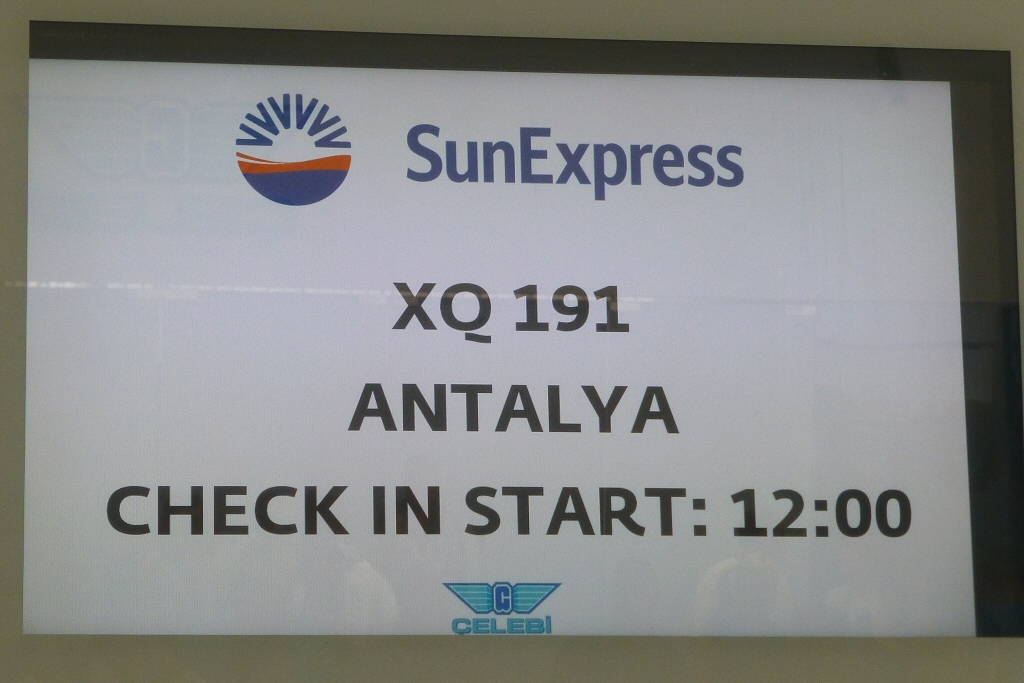 SunExpress
XQ 191
ANTALYA
CHECK IN START: 12:00
C
ÇELEBİ